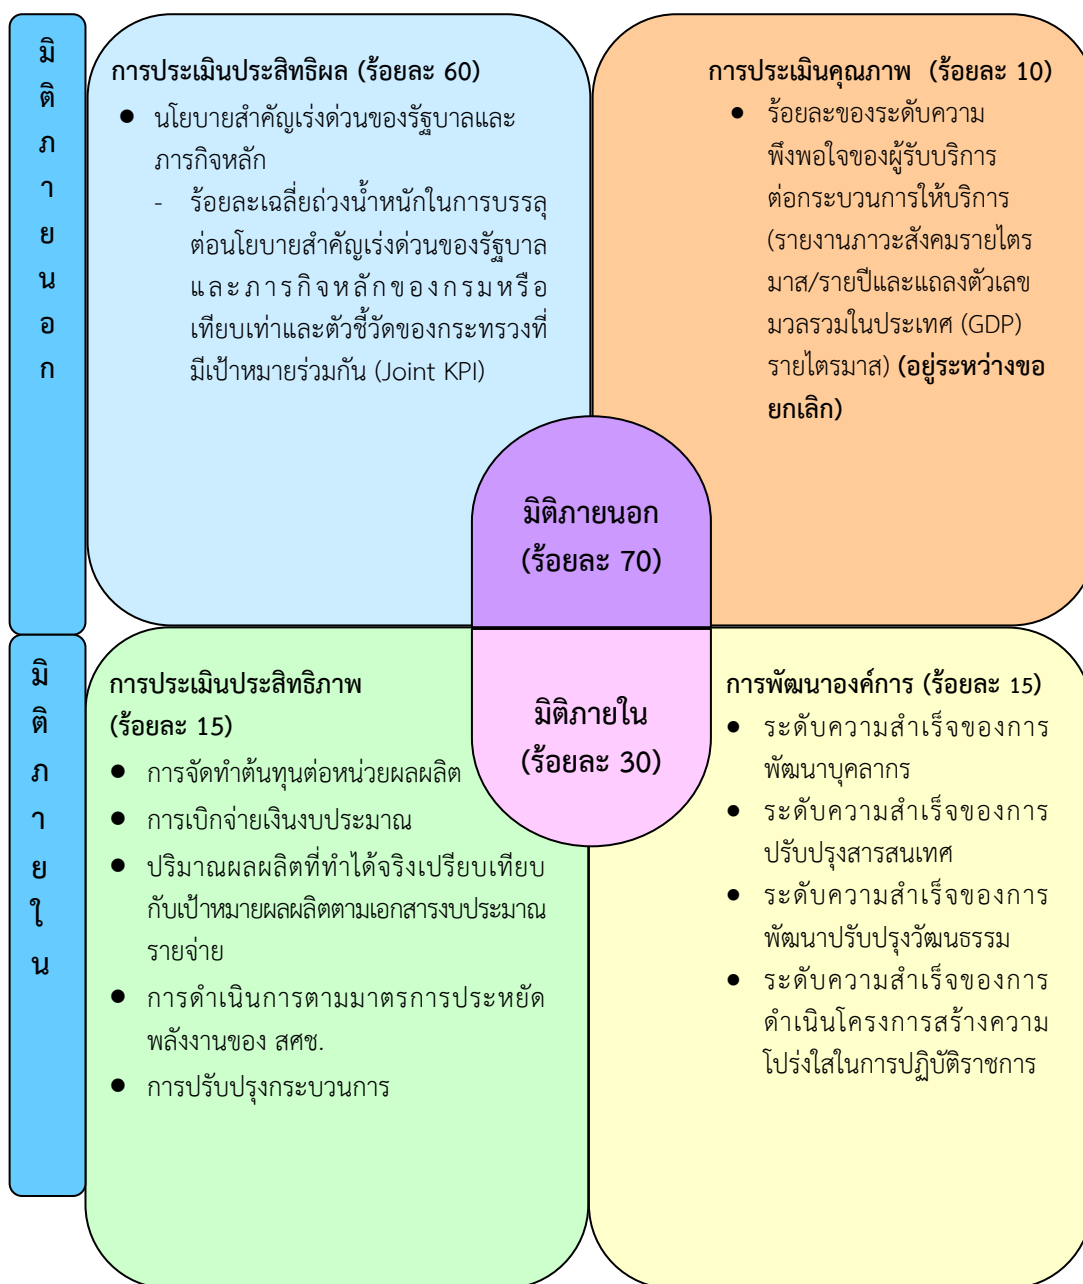 มิติภายนอก
การประเมินประสิทธิผล (ร้อยละ 60)
● นโยบายสำคัญเร่งด่วนของรัฐบาลและ
ภารกิจหลัก
- ร้อยละเฉลี่ยถ่วงน้ำหนักในการบรรลุ
ต่อนโยบายสำคัญเร่งด่วนของรัฐบาล
และภารกิจหลักของกรมหรือ
เทียบเท่าและตัวชี้วัดของกระทรวงที่
มีเป้าหมายร่วมกัน (Joint KPI)
การประเมินคุณภาพ (ร้อยละ 10)
● ร้อยละของระดับความ
พึงพอใจของผู้รับบริการ
ต่อกระบวนการให้บริการ
(รายงานภาวะสังคมรายไตร
มาส/รายปีและแถลงตัวเลข
มวลรวมในประเทศ (GDP)
รายไตรมาส) (อยู่ระหว่างขอ
ยกเลิก)
มิติภายนอก
(ร้อยละ 70)
มิติภายใน
(ร้อยละ 30)
มิติภายใน
การประเมินประสิทธิภาพ
(ร้อยละ 15)
● การจัดทำต้นทุนต่อหน่วยผลผลิต
● การเบิกจ่ายเงินงบประมาณ
● ปริมาณผลผลิตที่ทำได้จริงเปรียบเทียบ
กับเป้าหมายผลผลิตตามเอกสารงบประมาณ
รายจ่าย
● การดำเนินการตามมาตรการประหยัด
พลังงานของ สศช.
● การปรับปรุงกระบวนการ
การพัฒนาองค์การ (ร้อยละ 15)
● ระดับความสำเร็จของการ
พัฒนาบุคลากร
● ระดับความสำเร็จของการ
ปรับปรุงสารสนเทศ
● ระดับความสำเร็จของการ
พัฒนาปรับปรุงวัฒนธรรม
● ระดับความสำเร็จของการ
ดำเนินโครงการสร้างความ
โปร่งใสในการปฏิบัติราชการ